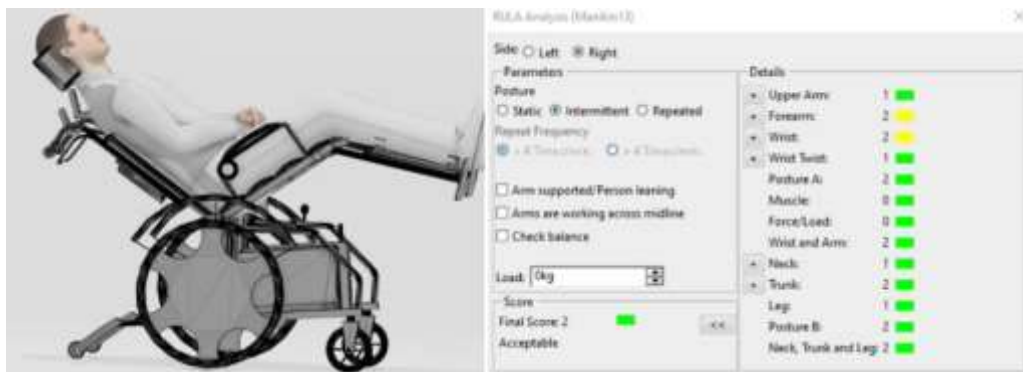 RULA Analysis (Manikin13)
Side Left Right
Parameters
Posture
Static Intermittent Repeated
Repeat Frequency
Arm supported/Person leaning
Arms are working across midline
Check balance
Load: 0kg
Score
Final Score: 2
<<
Acceptable
Details
+ Upper Arm: 1
+ Forearm: 2
+ Wrist: 2
+ Wrist Twist: 1
Posture A: 2
Muscle: 0
Force/Load: 0
Wrist and Arm: 2
+ Neck: 1
+ Trunk: 2
Leg: 1
Posture B: 2
Neck, Trunk and Leg: 2